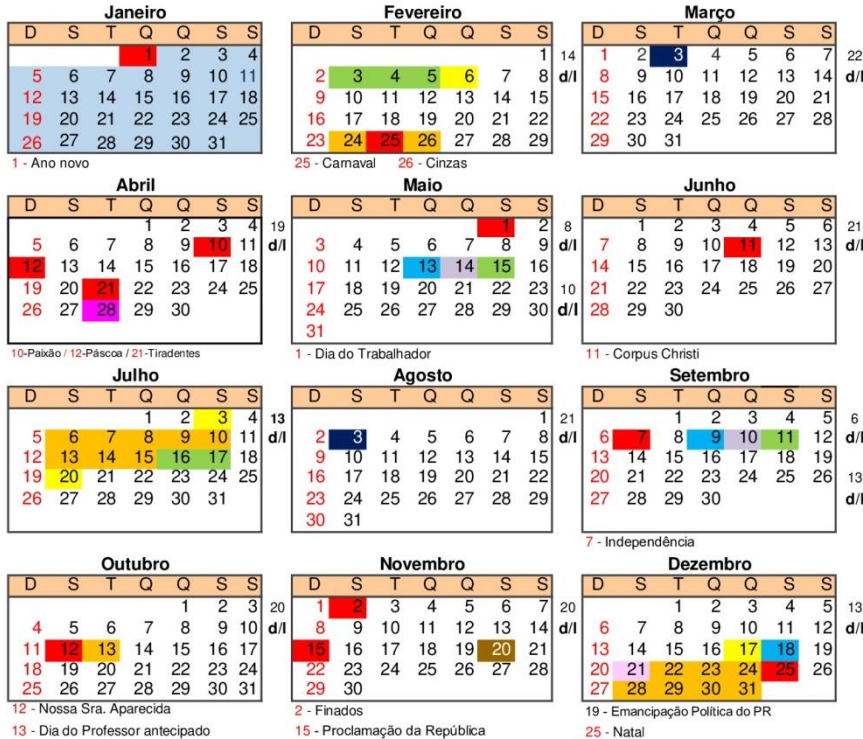 Janeiro
D S T Q Q S S
1 2 3 4
5 6 7 8 9 10 11
12 13 14 15 16 17 18
19 20 21 22 23 24 25
26 27 28 29 30 31
1 - Ano novo
Fevereiro
D S T Q Q S S
1 14
2 3 4 5 6 7 8 d/l
9 10 11 12 13 14 15
16 17 18 19 20 21 22
23 24 25 26 27 28 29
25 - Carnaval 26 - Cinzas
Março
D S T Q Q S S
1 2 3 4 5 6 7 22
8 9 10 11 12 13 14 d/l
15 16 17 18 19 20 21
22 23 24 25 26 27 28
29 30 31
Abril
D S T Q Q S S
1 2 3 4 19
5 6 7 8 9 10 11 d/l
12 13 14 15 16 17 18
19 20 21 22 23 24 25
26 27 28 29 30
10-Paixão / 12-Páscoa / 21-Tiradentes
Maio
D S T Q Q S S
1 2 8
3 4 5 6 7 8 9 d/l
10 11 12 13 14 15 16
17 18 19 20 21 22 23 10
24 25 26 27 28 29 30 d/l
31
1 - Dia do Trabalhador
Junho
D S T Q Q S S
1 2 3 4 5 6 21
7 8 9 10 11 12 13 d/l
14 15 16 17 18 19 20
21 22 23 24 25 26 27
28 29 30
11 - Corpus Christi
Julho
D S T Q Q S S
1 2 3 4 13
5 6 7 8 9 10 11 d/l
12 13 14 15 16 17 18
19 20 21 22 23 24 25
26 27 28 29 30 31
Agosto
D S T Q Q S S
1 21
2 3 4 5 6 7 8 d/l
9 10 11 12 13 14 15
16 17 18 19 20 21 22
23 24 25 26 27 28 29
30 31
Setembro
D S T Q Q S S
1 2 3 4 5 6
6 7 8 9 10 11 12 d/l
13 14 15 16 17 18 19
20 21 22 23 24 25 26 13
27 28 29 30 d/l
7 - Independência
Outubro
D S T Q Q S S
1 2 3 20
4 5 6 7 8 9 10 d/l
11 12 13 14 15 16 17
18 19 20 21 22 23 24
25 26 27 28 29 30 31
12 - Nossa Sra. Aparecida
13 - Dia do Professor antecipado
Novembro
D S T Q Q S S
1 2 3 4 5 6 7 20
8 9 10 11 12 13 14 d/l
15 16 17 18 19 20 21
22 23 24 25 26 27 28
29 30
2 - Finados
15 - Proclamação da República
Dezembro
D S T Q Q S S
1 2 3 4 5 13
6 7 8 9 10 11 12 d/l
13 14 15 16 17 18 19
20 21 22 23 24 25 26
27 28 29 30 31
19 - Emancipação Política do PR
25 - Natal